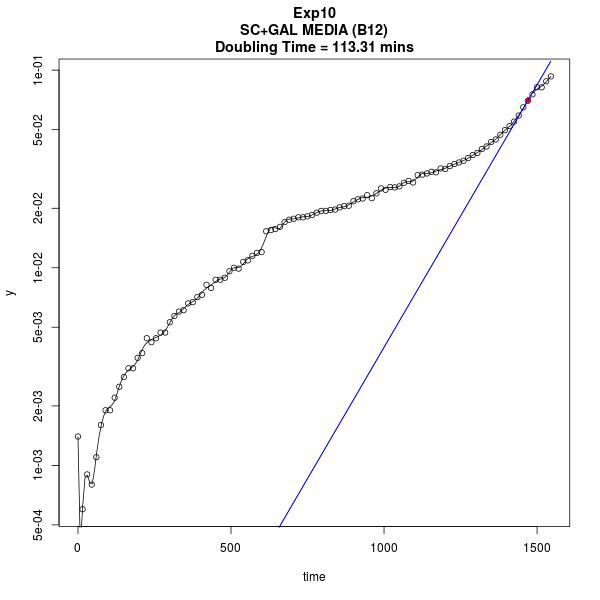 Exp10
SC+GAL MEDIA (B12)
Doubling Time = 113.31 mins
1e-01
5e-02
2e-02
1e-02
5e-03
2e-03
1e-03
5e-04
y
0 500 1000 1500
time